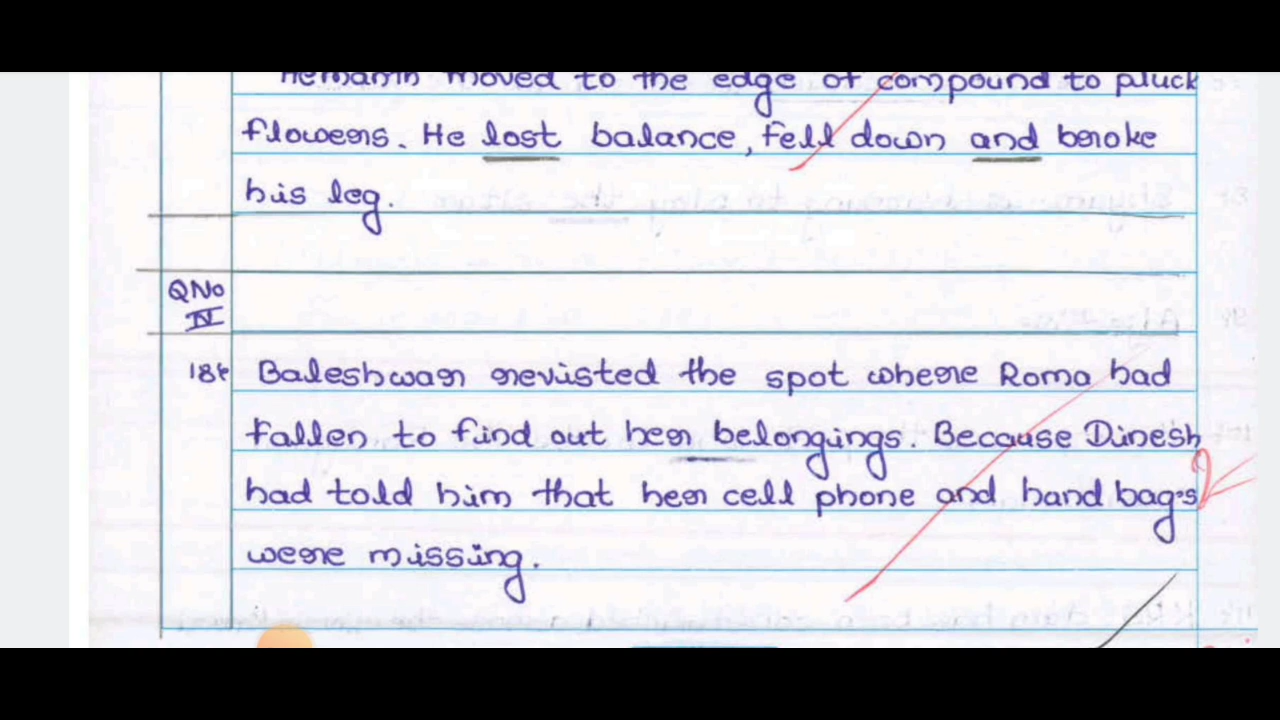 Hemanth moved to the edge of compound to pluck
flowers. He lost balance, fell down and broke
his leg.
QNo
IV
18. Baleshwar revisted the spot where Roma had
fallen to find out her belongings. Because Dinesh
had told him that her cell phone and hand bags
were missing.
2